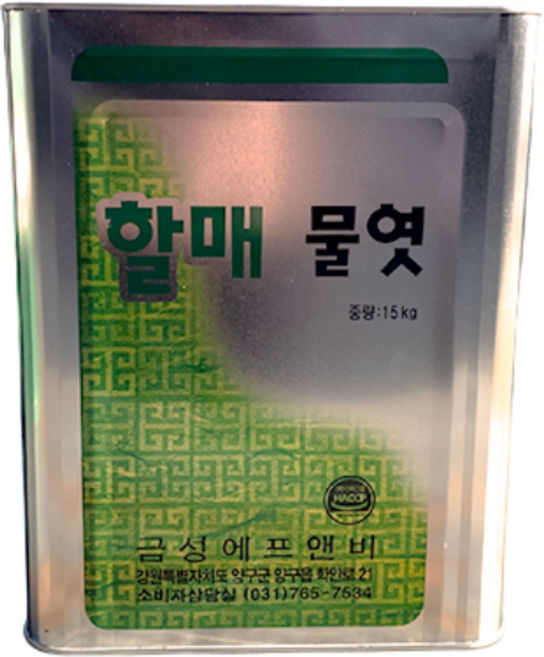 할매 물엿
중량:15kg
HACCP
금성에프앤비
강원특별자치도 양구군 양구읍 학안로 21
소비자상담실 (031)765-7534